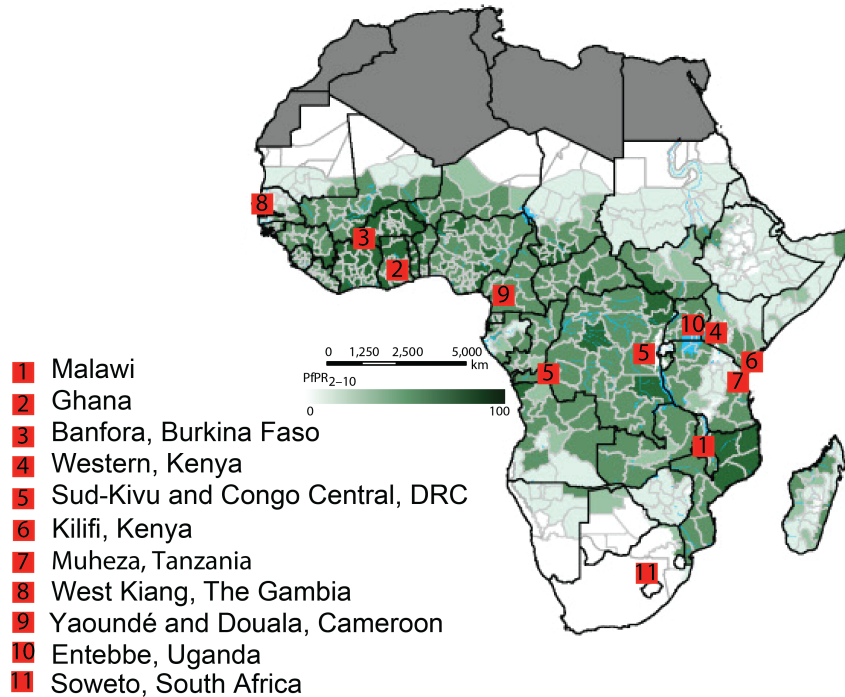 8
3
2
9
10
4
5
6
5
7
1
11
0 1,250 2,500 5,000
km
PfPR2–10
0 100
1 Malawi
2 Ghana
3 Banfora, Burkina Faso
4 Western, Kenya
5 Sud-Kivu and Congo Central, DRC
6 Kilifi, Kenya
7 Muheza, Tanzania
8 West Kiang, The Gambia
9 Yaoundé and Douala, Cameroon
10 Entebbe, Uganda
11 Soweto, South Africa